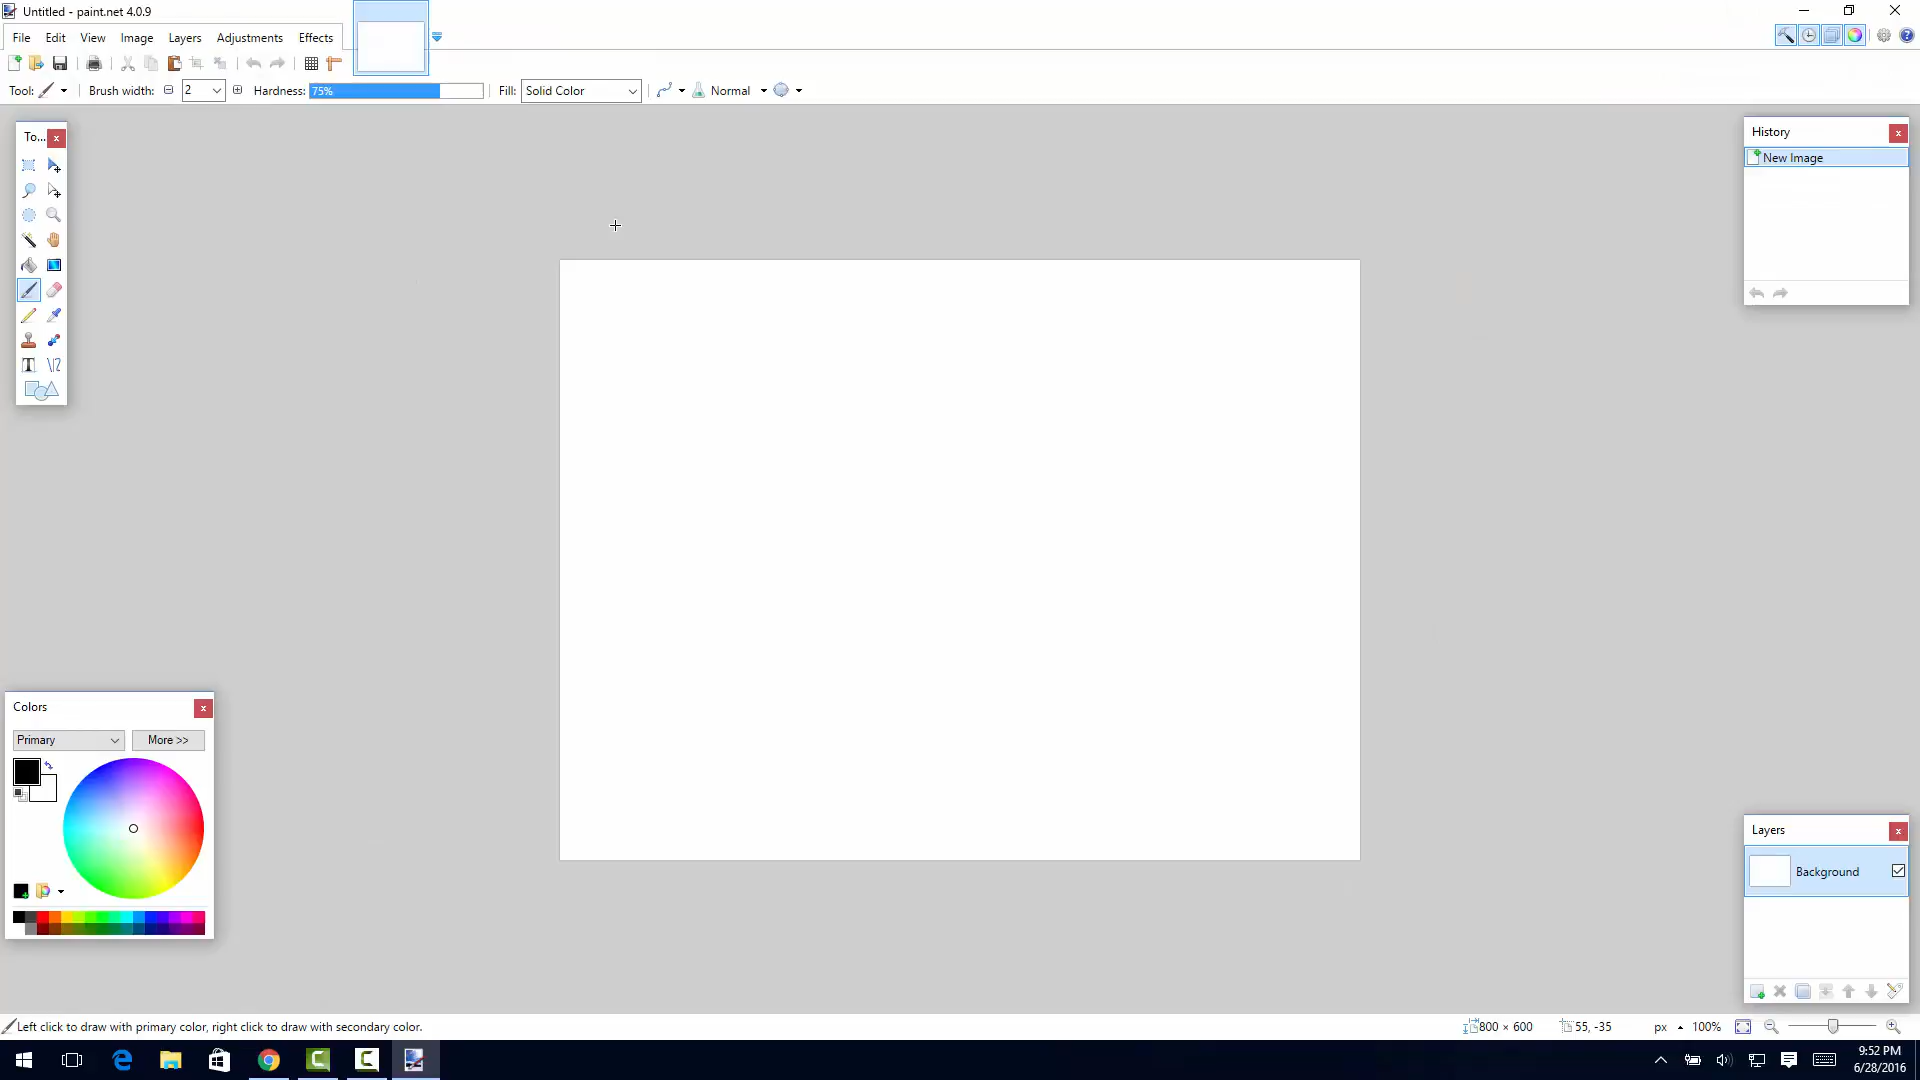 Untitled - paint.net 4.0.9
File Edit View Image Layers Adjustments Effects
Tool: Brush width: 2 Hardness: 75% Fill: Solid Color Normal
To...
History
New Image
Colors
Primary More >>
Layers
Background
Left click to draw with primary color, right click to draw with secondary color.
800 × 600 55, -35 px 100%
9:52 PM
6/28/2016